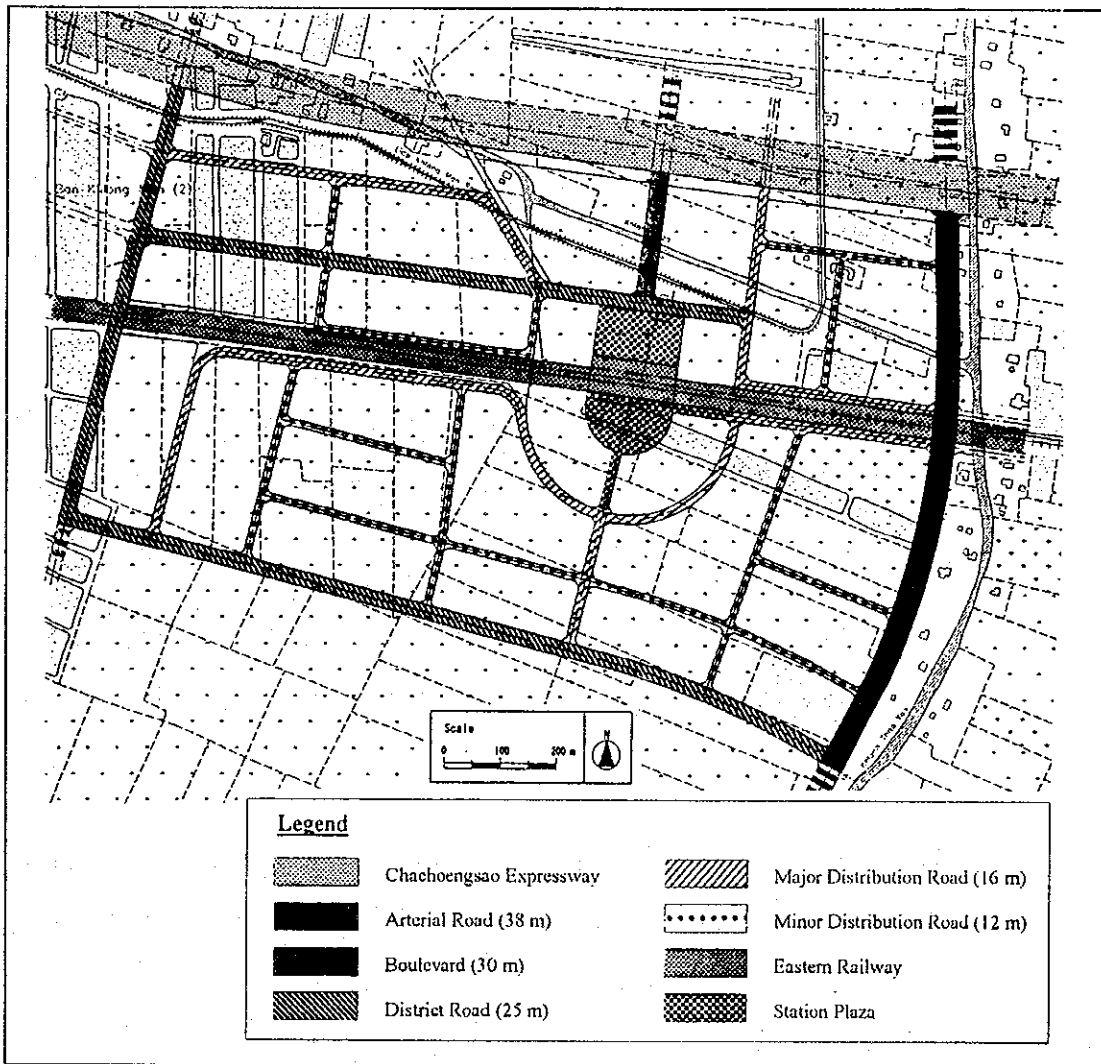 Scale
0 100 200 m
N
Legend
Chachoengsao Expressway
Arterial Road (38 m)
Boulevard (30 m)
District Road (25 m)
Major Distribution Road (16 m)
Minor Distribution Road (12 m)
Eastern Railway
Station Plaza